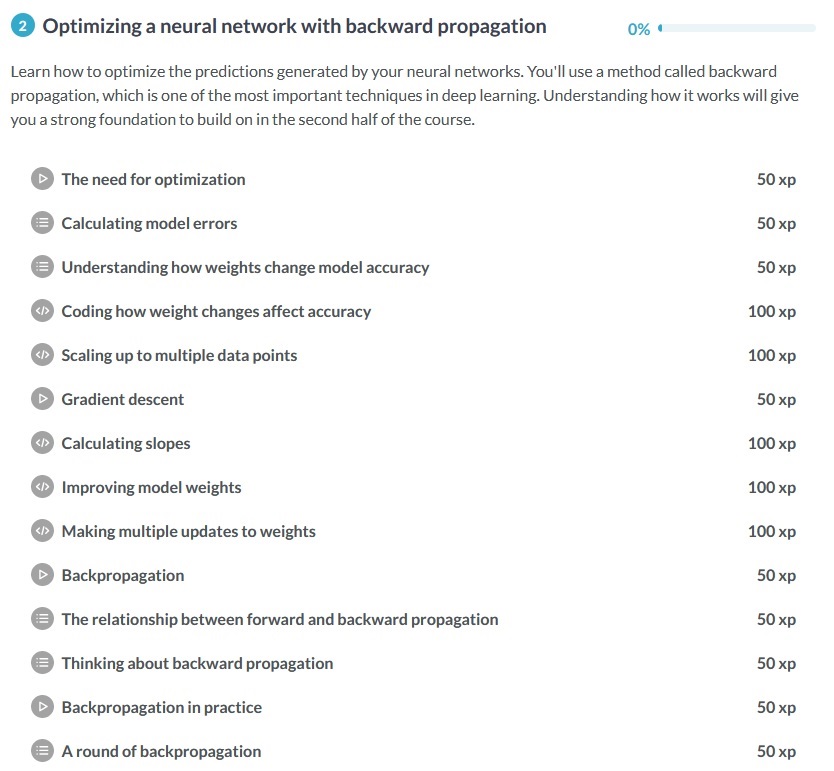 2 Optimizing a neural network with backward propagation 0%
Learn how to optimize the predictions generated by your neural networks. You'll use a method called backward
propagation, which is one of the most important techniques in deep learning. Understanding how it works will give
you a strong foundation to build on in the second half of the course.
The need for optimization 50 xp
Calculating model errors 50 xp
Understanding how weights change model accuracy 50 xp
Coding how weight changes affect accuracy 100 xp
Scaling up to multiple data points 100 xp
Gradient descent 50 xp
Calculating slopes 100 xp
Improving model weights 100 xp
Making multiple updates to weights 100 xp
Backpropagation 50 xp
The relationship between forward and backward propagation 50 xp
Thinking about backward propagation 50 xp
Backpropagation in practice 50 xp
A round of backpropagation 50 xp